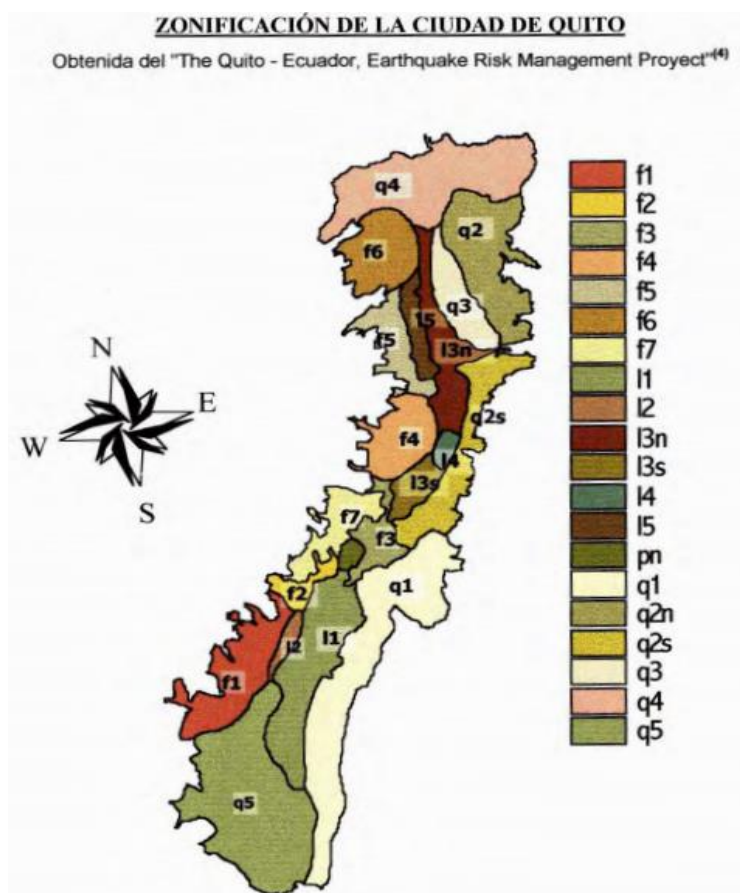 ZONIFICACIÓN DE LA CIUDAD DE QUITO
Obtenida del "The Quito - Ecuador, Earthquake Risk Management Proyect"(4)
q4
q2
f6
q3
l5
f5
l3n
q2s
f4
l4
l3s
f7
f3
q1
f2
l1
l2
f1
q5
N
E
W
S
f1
f2
f3
f4
f5
f6
f7
l1
l2
l3n
l3s
l4
l5
pn
q1
q2n
q2s
q3
q4
q5